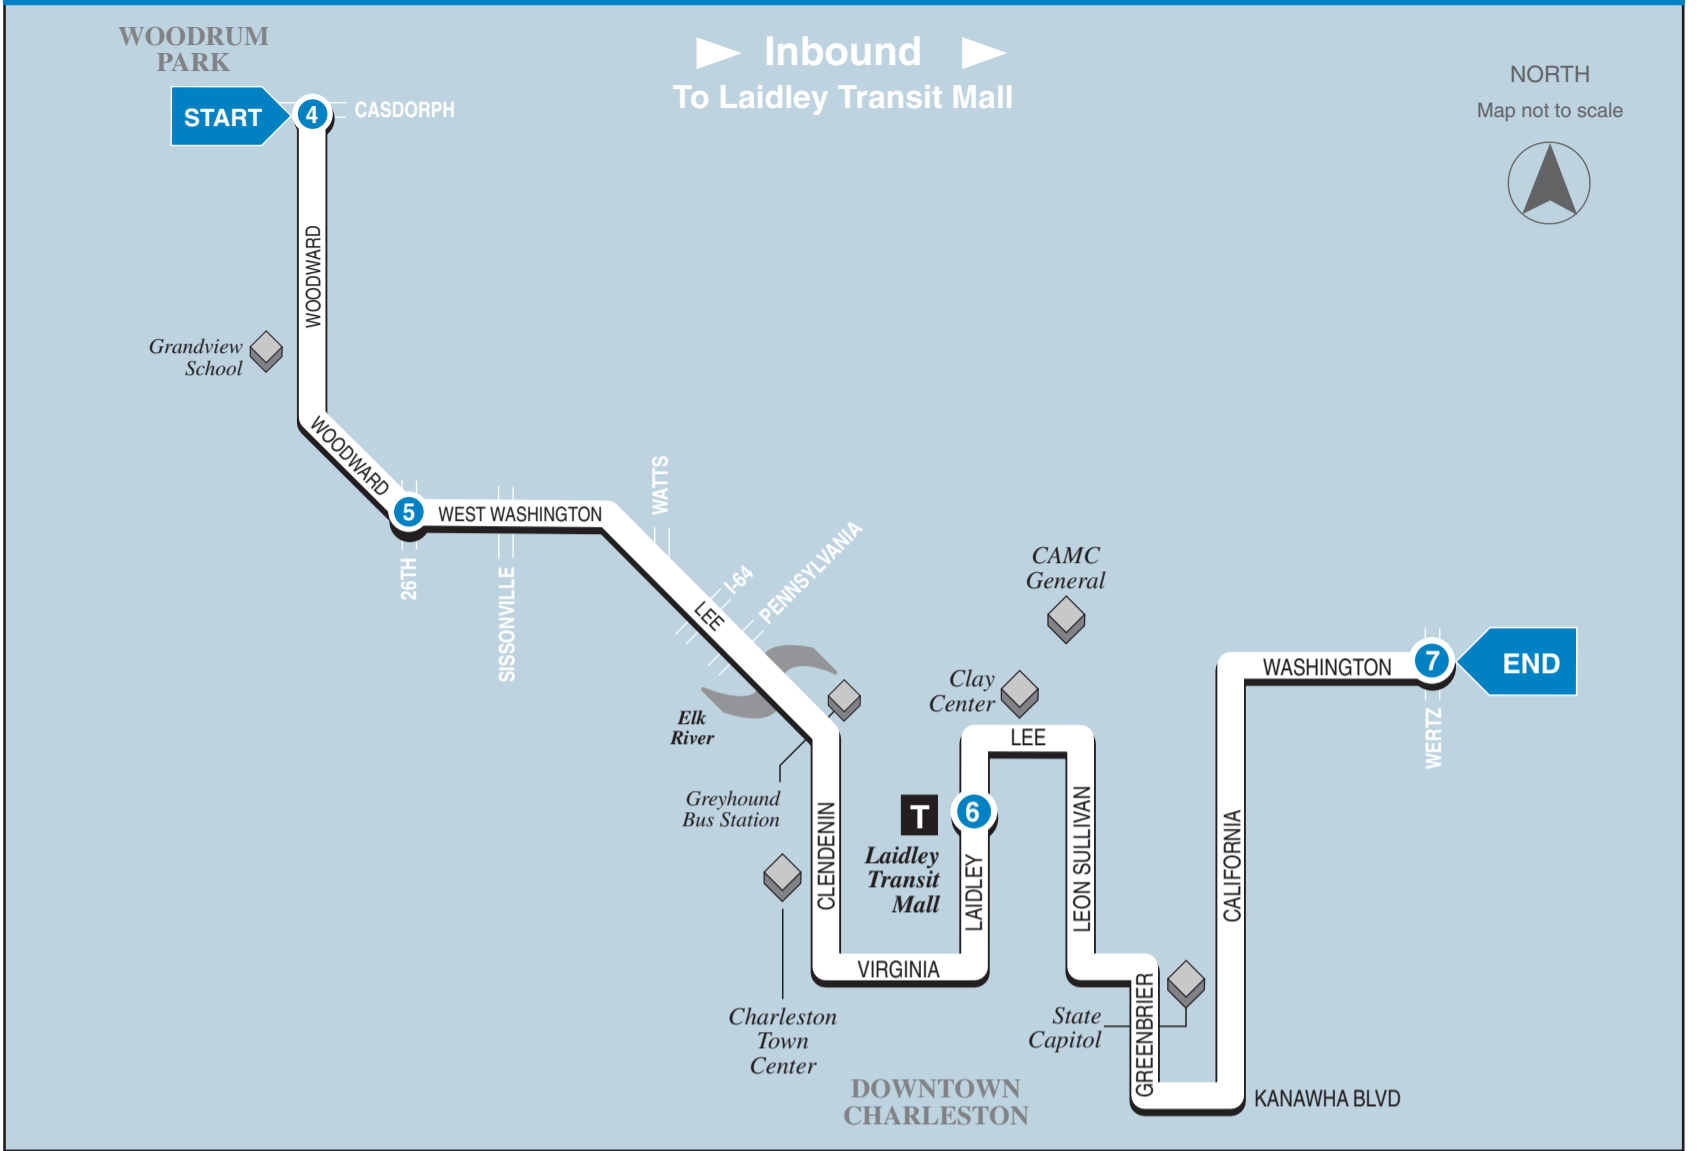 WOODRUM
PARK
Inbound
To Laidley Transit Mall
NORTH
Map not to scale
START
4
CASDORPH
WOODWARD
Grandview
School
WOODWARD
5
WEST WASHINGTON
26TH
SISSONVILLE
WATTS
I-64
LEE
PENNSYLVANIA
Elk
River
Greyhound
Bus Station
CLENDENIN
Charleston
Town
Center
VIRGINIA
T
6
Laidley
Transit
Mall
LAIDLEY
Clay
Center
CAMC
General
LEE
LEON SULLIVAN
State
Capitol
GREENBRIER
KANAWHA BLVD
CALIFORNIA
WASHINGTON
7
END
WERTZ
DOWNTOWN
CHARLESTON